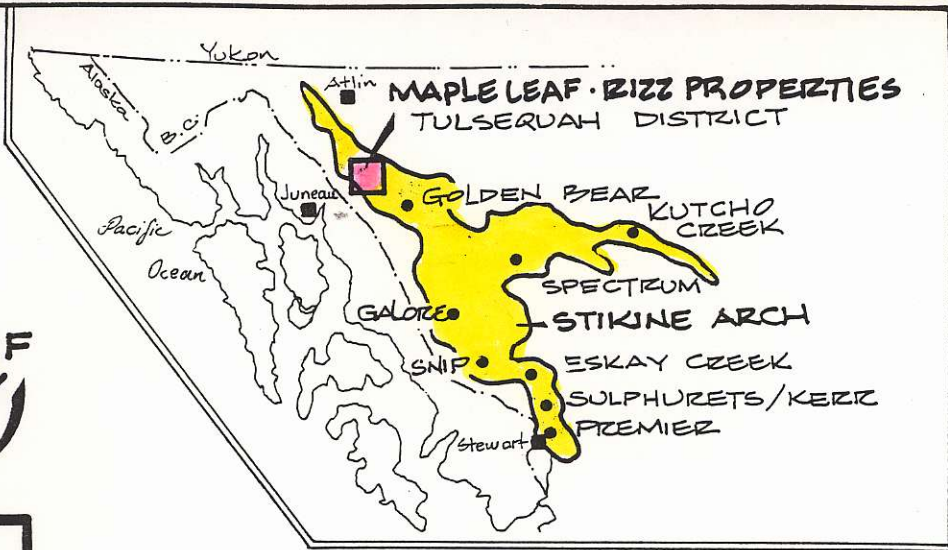 Yukon
Atlin
Alaska
B.C.
MAPLE LEAF · RIZZ PROPERTIES
TULSEQUAH DISTRICT
Juneau
GOLDEN BEAR
KUTCHO
CREEK
Pacific
Ocean
SPECTRUM
GALORE
STIKINE ARCH
F
SNIP
ESKAY CREEK
SULPHURETS/KERR
PREMIER
Stewart